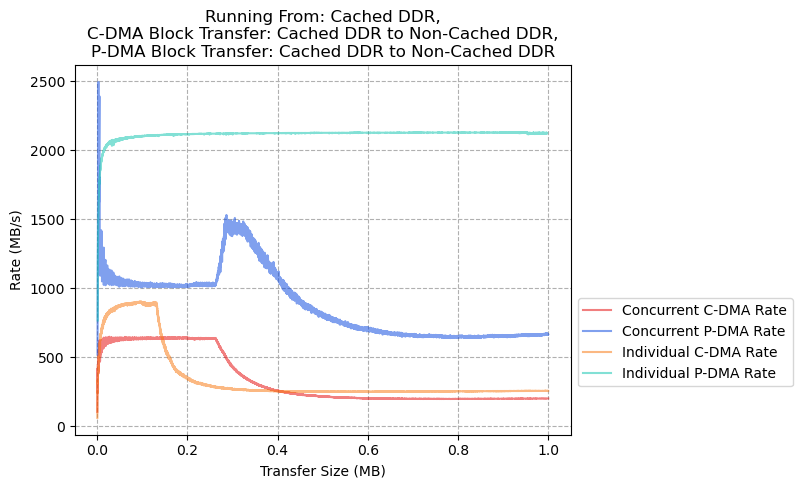 Running From: Cached DDR,
C-DMA Block Transfer: Cached DDR to Non-Cached DDR,
P-DMA Block Transfer: Cached DDR to Non-Cached DDR
2500
2000
1500
1000
500
0
Rate (MB/s)
0.0 0.2 0.4 0.6 0.8 1.0
Transfer Size (MB)
Concurrent C-DMA Rate
Concurrent P-DMA Rate
Individual C-DMA Rate
Individual P-DMA Rate